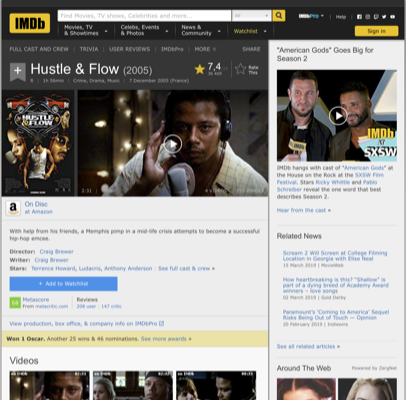 IMDb
Find Movies, TV shows, Celebrities and more...
All
IMDbPro
Help
Movies, TV & Showtimes
Celebs, Events & Photos
News & Community
Watchlist
Sign in
FULL CAST AND CREW | TRIVIA | USER REVIEWS | IMDbPro | MORE
SHARE
Hustle & Flow (2005)
7,4
Rate This
R | 1h 56min | Crime, Drama, Music | 7 December 2005 (France)
HUSTLE & FLOW
2:31
On Disc
at Amazon
With help from his friends, a Memphis pimp in a mid-life crisis attempts to become a successful hip-hop emcee.
Director: Craig Brewer
Writer: Craig Brewer
Stars: Terrence Howard, Ludacris, Anthony Anderson | See full cast & crew »
+ Add to Watchlist
Metascore
From metacritic.com
Reviews
208 user | 147 critic
View production, box office, & company info on IMDbPro
Won 1 Oscar. Another 25 wins & 46 nominations. See more awards »
Videos
"American Gods" Goes Big for Season 2
IMDb
AT
SXSW
IMDb hangs with cast of "American Gods" at the House on the Rock at the SXSW Film Festival. Stars Ricky Whittle and Pablo Schreiber reveal the one word that best describes Season 2.
Hear from the cast »
Related News
Scream 2 Will Screen at College Filming Location in Georgia with Elise Neal
15 March 2019 | MovieWeb
How heartbreaking is this? "Shallow" is part of a dying breed of Academy Award winners – love songs
02 March 2019 | Gold Derby
Paramount's 'Coming to America' Sequel Risks Being Out of Touch — Opinion
20 February 2019 | Indiewire
See all related articles »
Around The Web
Powered by ZergNet